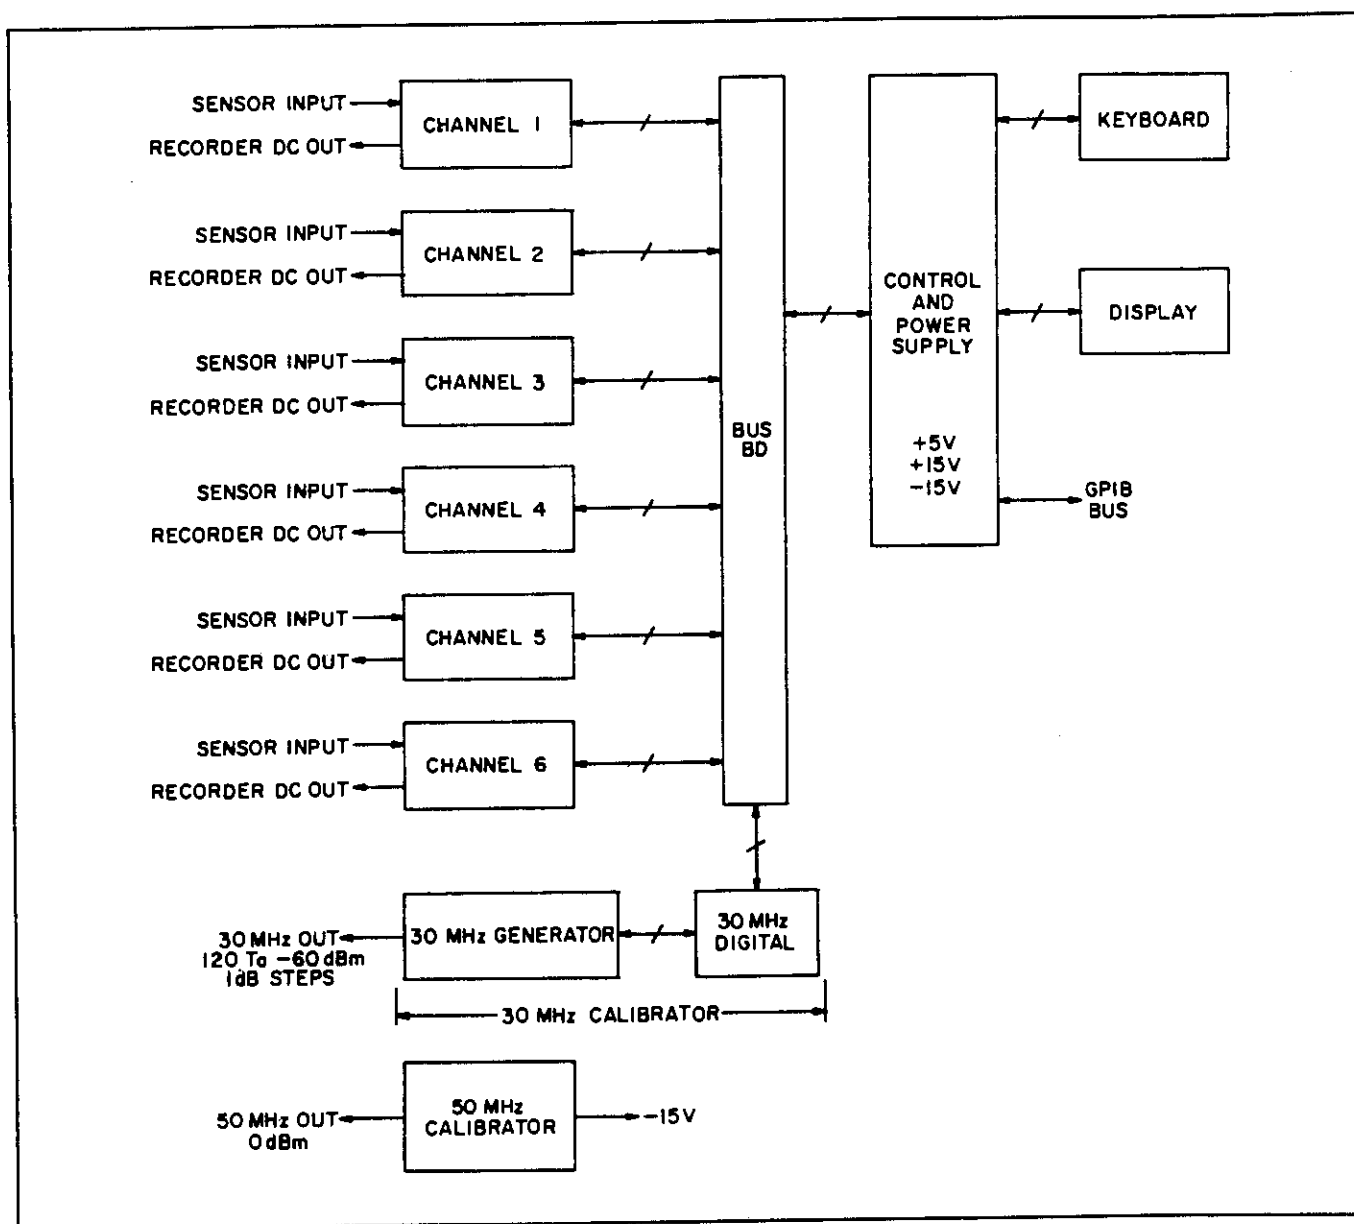 SENSOR INPUT
RECORDER DC OUT
CHANNEL 1
SENSOR INPUT
RECORDER DC OUT
CHANNEL 2
SENSOR INPUT
RECORDER DC OUT
CHANNEL 3
SENSOR INPUT
RECORDER DC OUT
CHANNEL 4
SENSOR INPUT
RECORDER DC OUT
CHANNEL 5
SENSOR INPUT
RECORDER DC OUT
CHANNEL 6
BUS
BD
CONTROL
AND
POWER
SUPPLY
+5V
+15V
-15V
KEYBOARD
DISPLAY
GPIB
BUS
30 MHz OUT
120 To -60 dBm
1dB STEPS
30 MHz GENERATOR
30 MHz
DIGITAL
30 MHz CALIBRATOR
50 MHz OUT
0dBm
50 MHz
CALIBRATOR
-15V